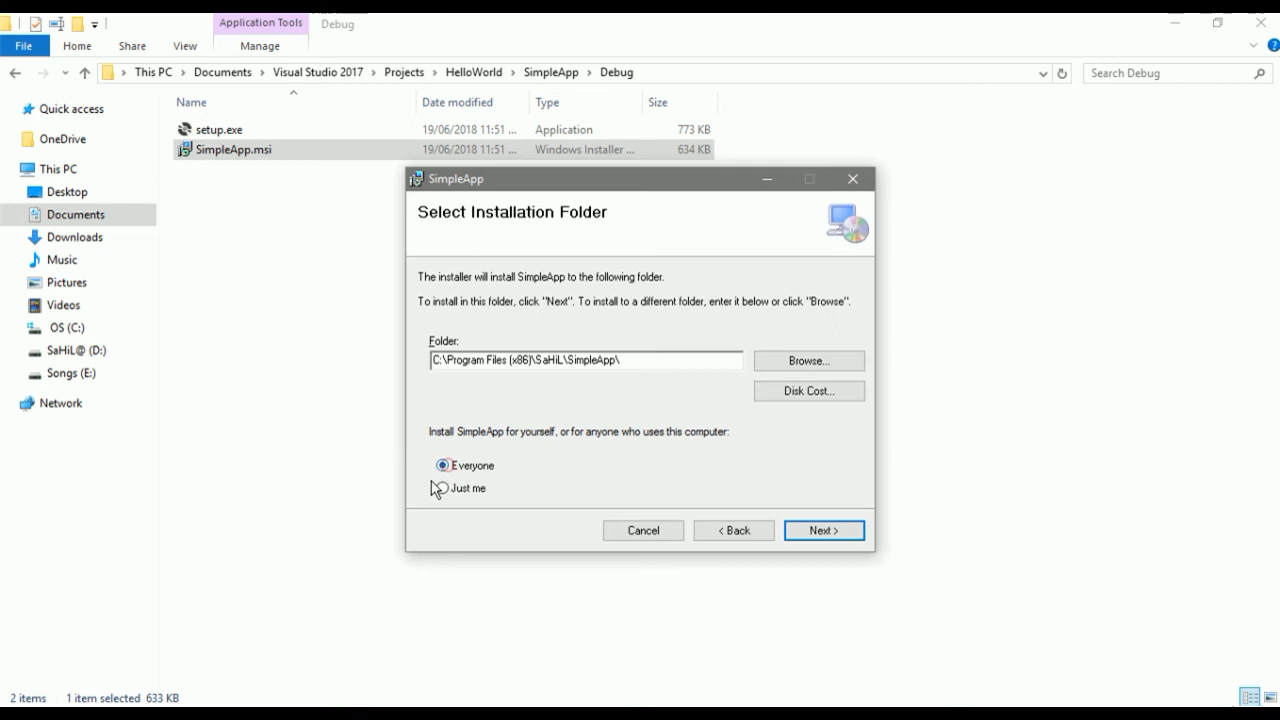 Application Tools Debug
File Home Share View Manage
This PC Documents Visual Studio 2017 Projects HelloWorld SimpleApp Debug Search Debug
Name Date modified Type Size
Quick access
OneDrive
This PC
Desktop
Documents
Downloads
Music
Pictures
Videos
OS (C:)
SaHiL@ (D:)
Songs (E:)
Network
setup.exe 19/06/2018 11:51 ... Application 773 KB
SimpleApp.msi 19/06/2018 11:51 ... Windows Installer ... 634 KB
SimpleApp
Select Installation Folder
The installer will install SimpleApp to the following folder.
To install in this folder, click "Next". To install to a different folder, enter it below or click "Browse".
Folder:
C:\Program Files (x86)\SaHiL\SimpleApp\
Browse...
Disk Cost...
Install SimpleApp for yourself, or for anyone who uses this computer:
Everyone
Just me
Cancel < Back Next >
2 items 1 item selected 633 KB